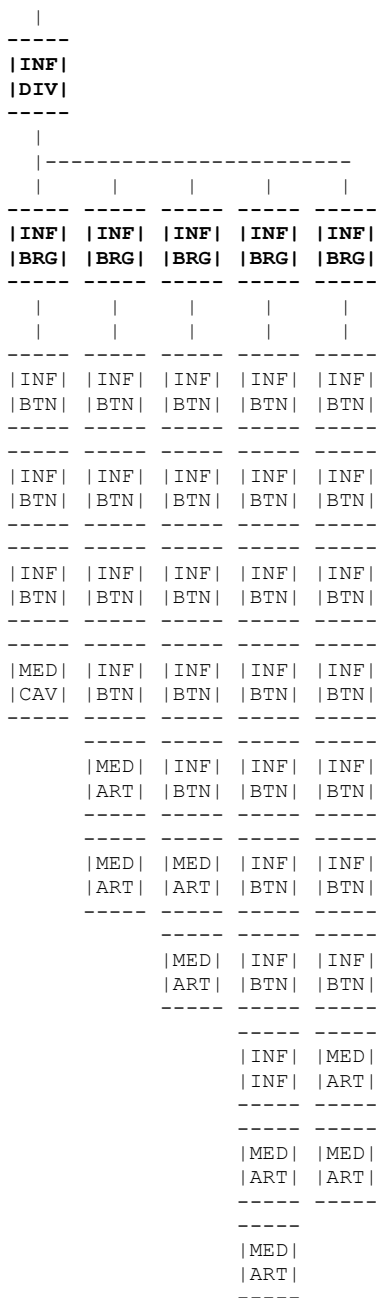 |
-----
|INF|
|DIV|
-----
|
|------------------------
| | | | |
----- ----- ----- ----- -----
|INF| |INF| |INF| |INF| |INF|
|BRG| |BRG| |BRG| |BRG| |BRG|
----- ----- ----- ----- -----
| | | | |
| | | | |
----- ----- ----- ----- -----
|INF| |INF| |INF| |INF| |INF|
|BTN| |BTN| |BTN| |BTN| |BTN|
----- ----- ----- ----- -----
----- ----- ----- ----- -----
|INF| |INF| |INF| |INF| |INF|
|BTN| |BTN| |BTN| |BTN| |BTN|
----- ----- ----- ----- -----
----- ----- ----- ----- -----
|INF| |INF| |INF| |INF| |INF|
|BTN| |BTN| |BTN| |BTN| |BTN|
----- ----- ----- ----- -----
----- ----- ----- ----- -----
|MED| |INF| |INF| |INF| |INF|
|CAV| |BTN| |BTN| |BTN| |BTN|
----- ----- ----- ----- -----
----- ----- ----- -----
|MED| |INF| |INF| |INF|
|ART| |BTN| |BTN| |BTN|
----- ----- ----- -----
----- ----- ----- -----
|MED| |MED| |INF| |INF|
|ART| |ART| |BTN| |BTN|
----- ----- ----- -----
----- ----- -----
|MED| |INF| |INF|
|ART| |BTN| |BTN|
----- ----- -----
----- -----
|INF| |MED|
|INF| |ART|
----- -----
----- -----
|MED| |MED|
|ART| |ART|
----- -----
-----
|MED|
|ART|
-----